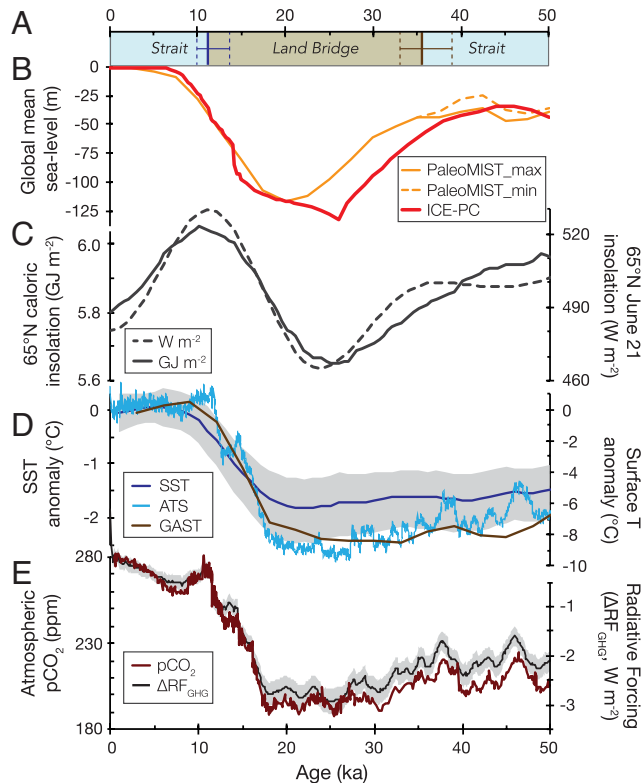 A
0 10 20 30 40 50
Strait Land Bridge Strait
B
Global mean
sea-level (m)
0
-25
-50
-75
-100
-125
PaleoMIST_max
PaleoMIST_min
ICE-PC
C
65°N caloric
insolation (GJ m-2)
6.0
5.8
5.6
W m-2
GJ m-2
520
490
460
65°N June 21
insolation (W m-2)
D
SST
anomaly (°C)
0
-1
-2
SST
ATS
GAST
0
-2
-4
-6
-8
-10
Surface T
anomaly (°C)
E
Atmospheric
pCO2 (ppm)
280
230
180
pCO2
ΔRFGHG
-1
-2
-3
Radiative Forcing
(ΔRFGHG, W m-2)
0 10 20 30 40 50
Age (ka)